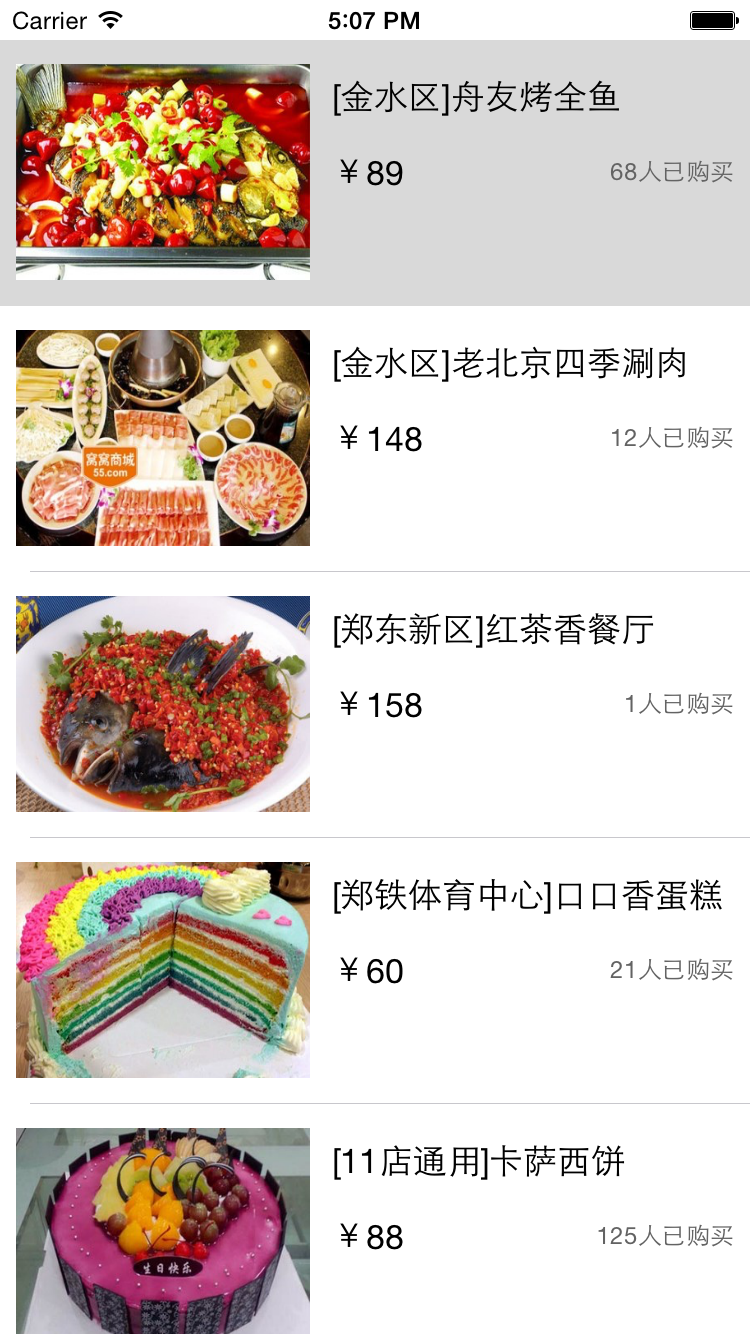 Carrier 5:07 PM
[金水区]舟友烤全鱼
￥89 68人已购买
[金水区]老北京四季涮肉
￥148 12人已购买
窝窝商城
55.com
[郑东新区]红茶香餐厅
￥158 1人已购买
[郑铁体育中心]口口香蛋糕
￥60 21人已购买
[11店通用]卡萨西饼
￥88 125人已购买
生日快乐